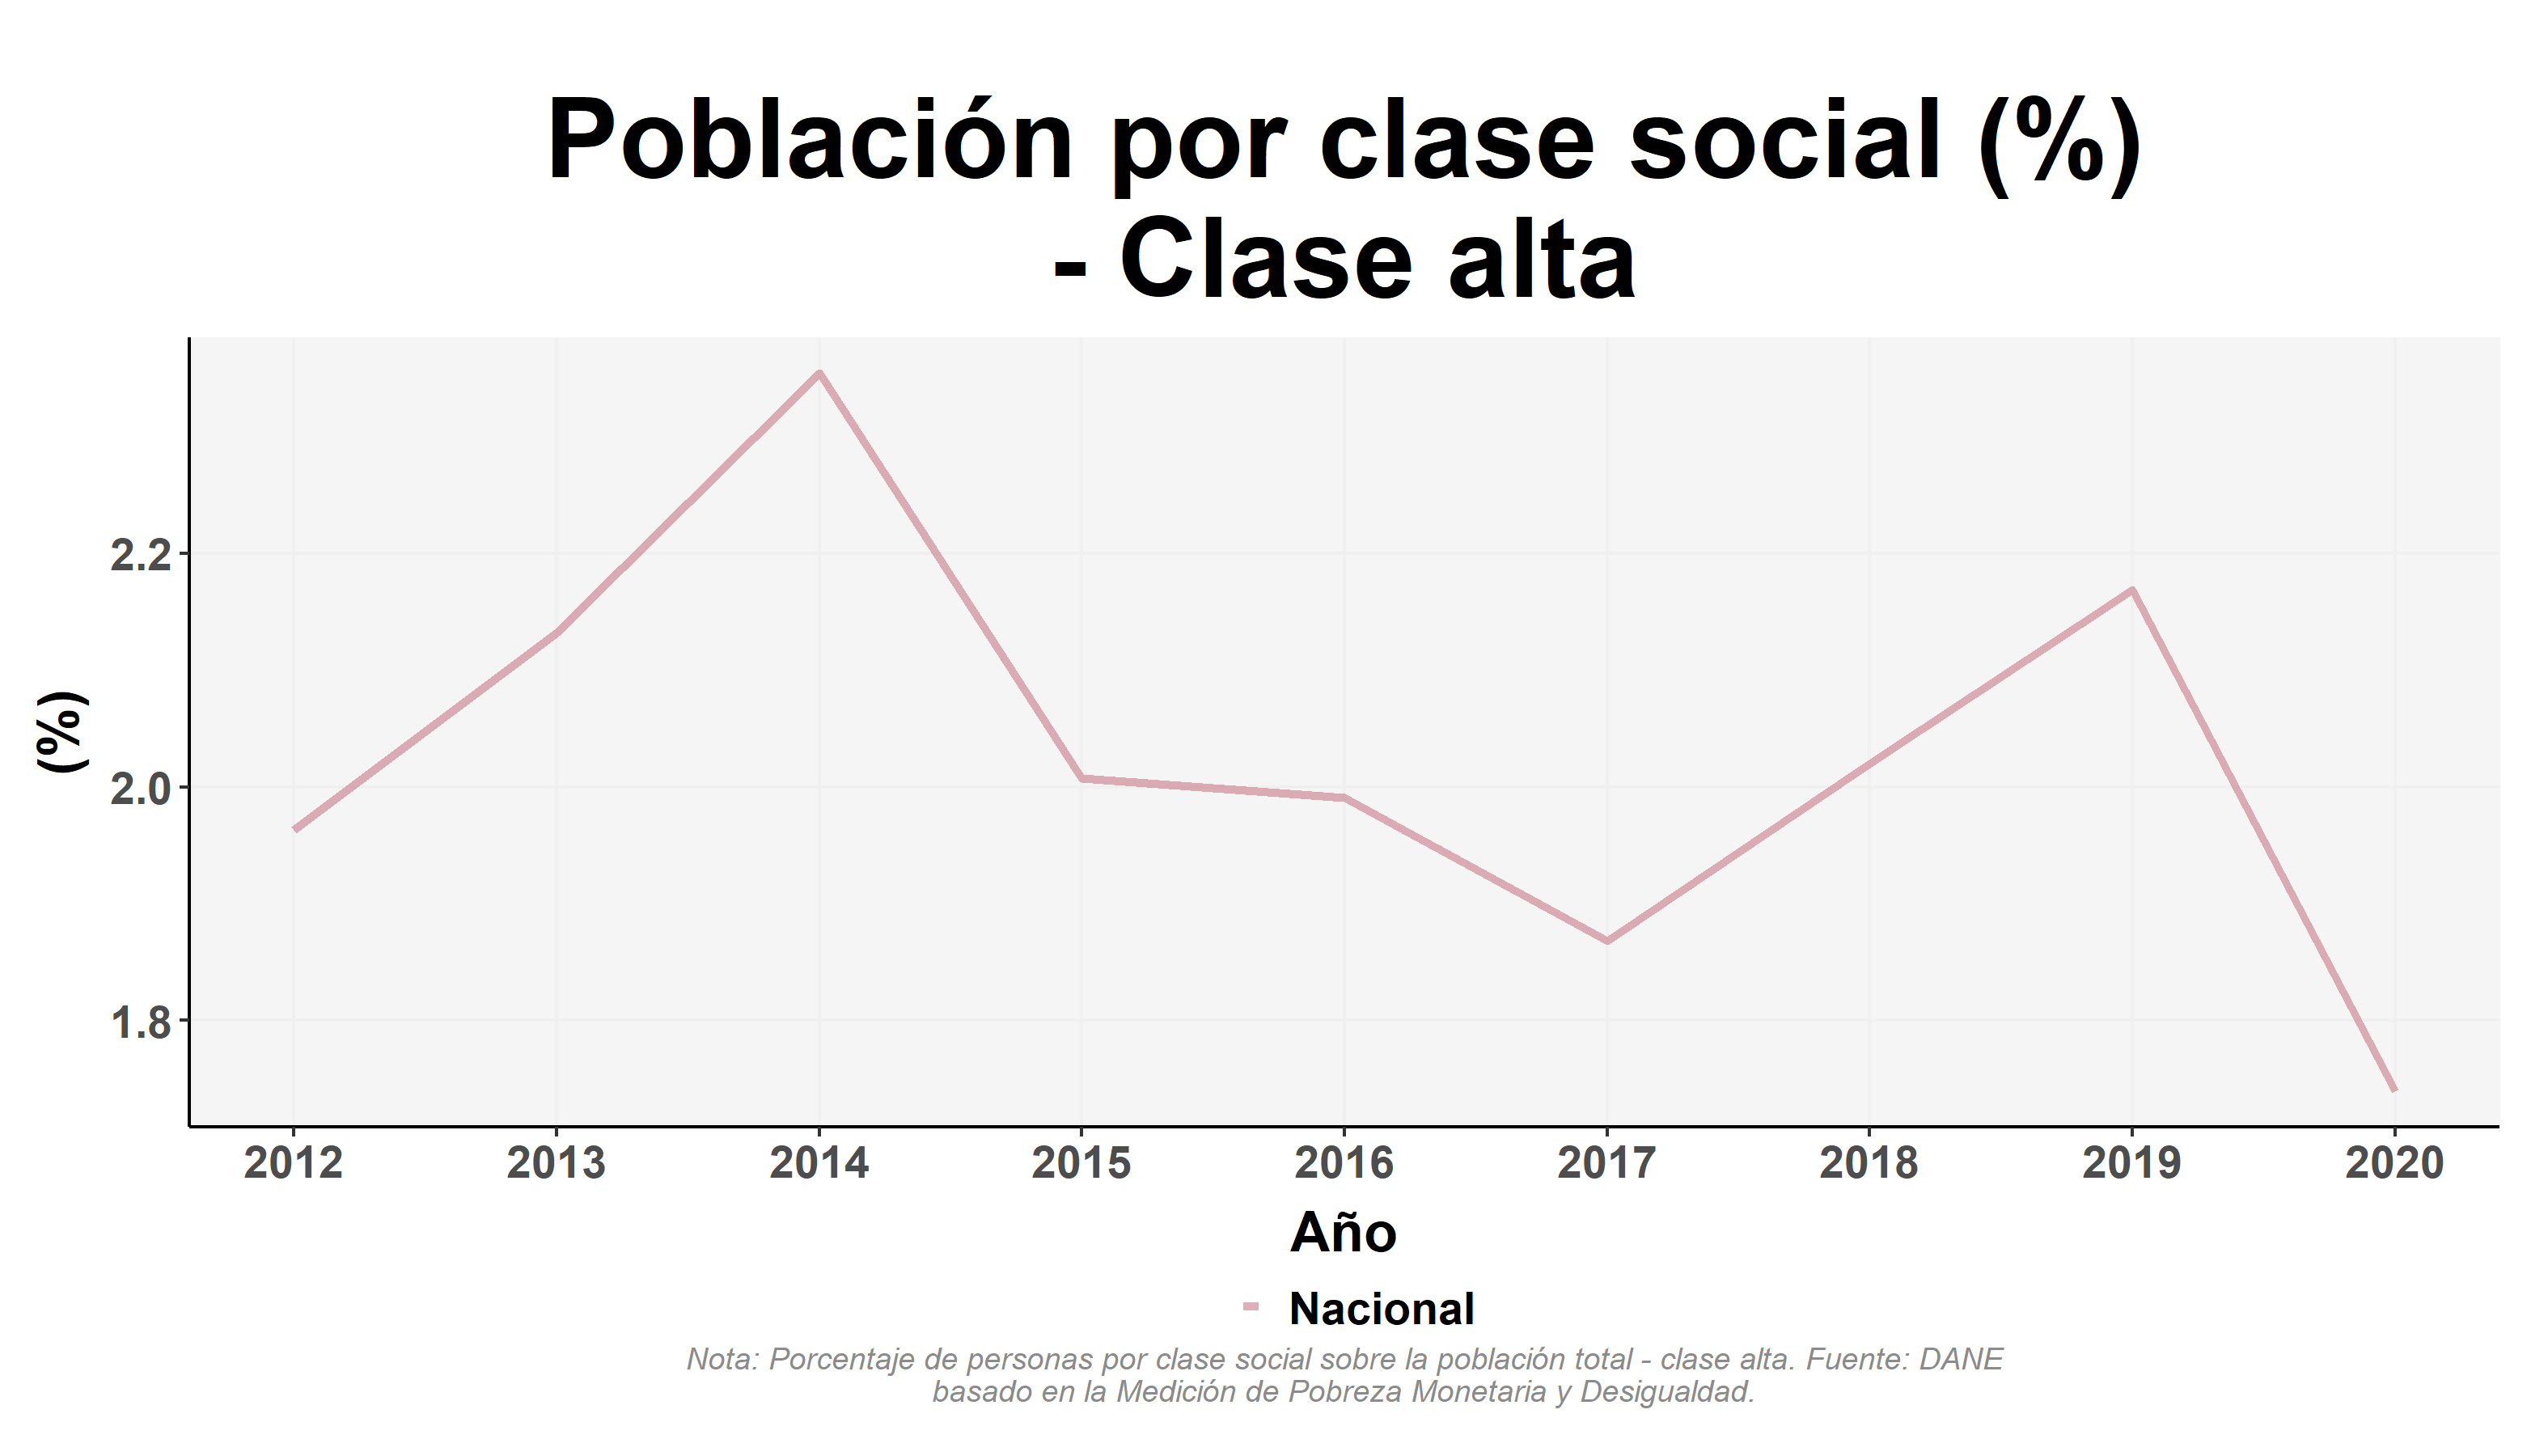 Población por clase social (%)
- Clase alta
(%)
2.2
2.0
1.8
2012 2013 2014 2015 2016 2017 2018 2019 2020
Año
Nacional
Nota: Porcentaje de personas por clase social sobre la población total - clase alta. Fuente: DANE
basado en la Medición de Pobreza Monetaria y Desigualdad.